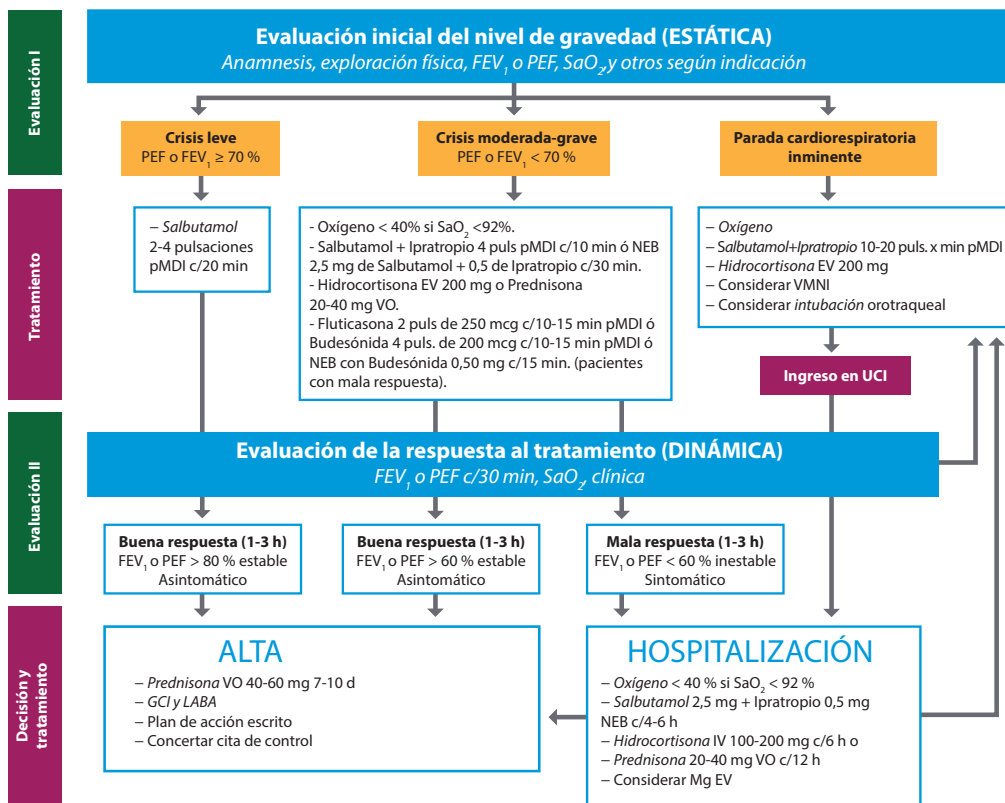 Evaluación I
Evaluación inicial del nivel de gravedad (ESTÁTICA)
Anamnesis, exploración física, FEV₁ o PEF, SaO₂,y otros según indicación
Crisis leve
PEF o FEV₁ ≥ 70 %
Crisis moderada-grave
PEF o FEV₁ < 70 %
Parada cardiorespiratoria
inminente
Tratamiento
– Salbutamol
2-4 pulsaciones
pMDI c/20 min
- Oxígeno < 40% si SaO₂ <92%.
- Salbutamol + Ipratropio 4 puls pMDI c/10 min ó NEB
2,5 mg de Salbutamol + 0,5 de Ipratropio c/30 min.
- Hidrocortisona EV 200 mg o Prednisona
20-40 mg VO.
- Fluticasona 2 puls de 250 mcg c/10-15 min pMDI ó
Budesónida 4 puls. de 200 mcg c/10-15 min pMDI ó
NEB con Budesónida 0,50 mg c/15 min. (pacientes
con mala respuesta).
– Oxígeno
– Salbutamol+Ipratropio 10-20 puls. x min pMDI
– Hidrocortisona EV 200 mg
– Considerar VMNI
– Considerar intubación orotraqueal
Ingreso en UCI
Evaluación II
Evaluación de la respuesta al tratamiento (DINÁMICA)
FEV₁ o PEF c/30 min, SaO₂, clínica
Buena respuesta (1-3 h)
FEV₁ o PEF > 80 % estable
Asintomático
Buena respuesta (1-3 h)
FEV₁ o PEF > 60 % estable
Asintomático
Mala respuesta (1-3 h)
FEV₁ o PEF < 60 % inestable
Sintomático
Decisión y
tratamiento
ALTA
– Prednisona VO 40-60 mg 7-10 d
– GCI y LABA
– Plan de acción escrito
– Concertar cita de control
HOSPITALIZACIÓN
– Oxígeno < 40 % si SaO₂ < 92 %
– Salbutamol 2,5 mg + Ipratropio 0,5 mg
NEB c/4-6 h
– Hidrocortisona IV 100-200 mg c/6 h o
– Prednisona 20-40 mg VO c/12 h
– Considerar Mg EV